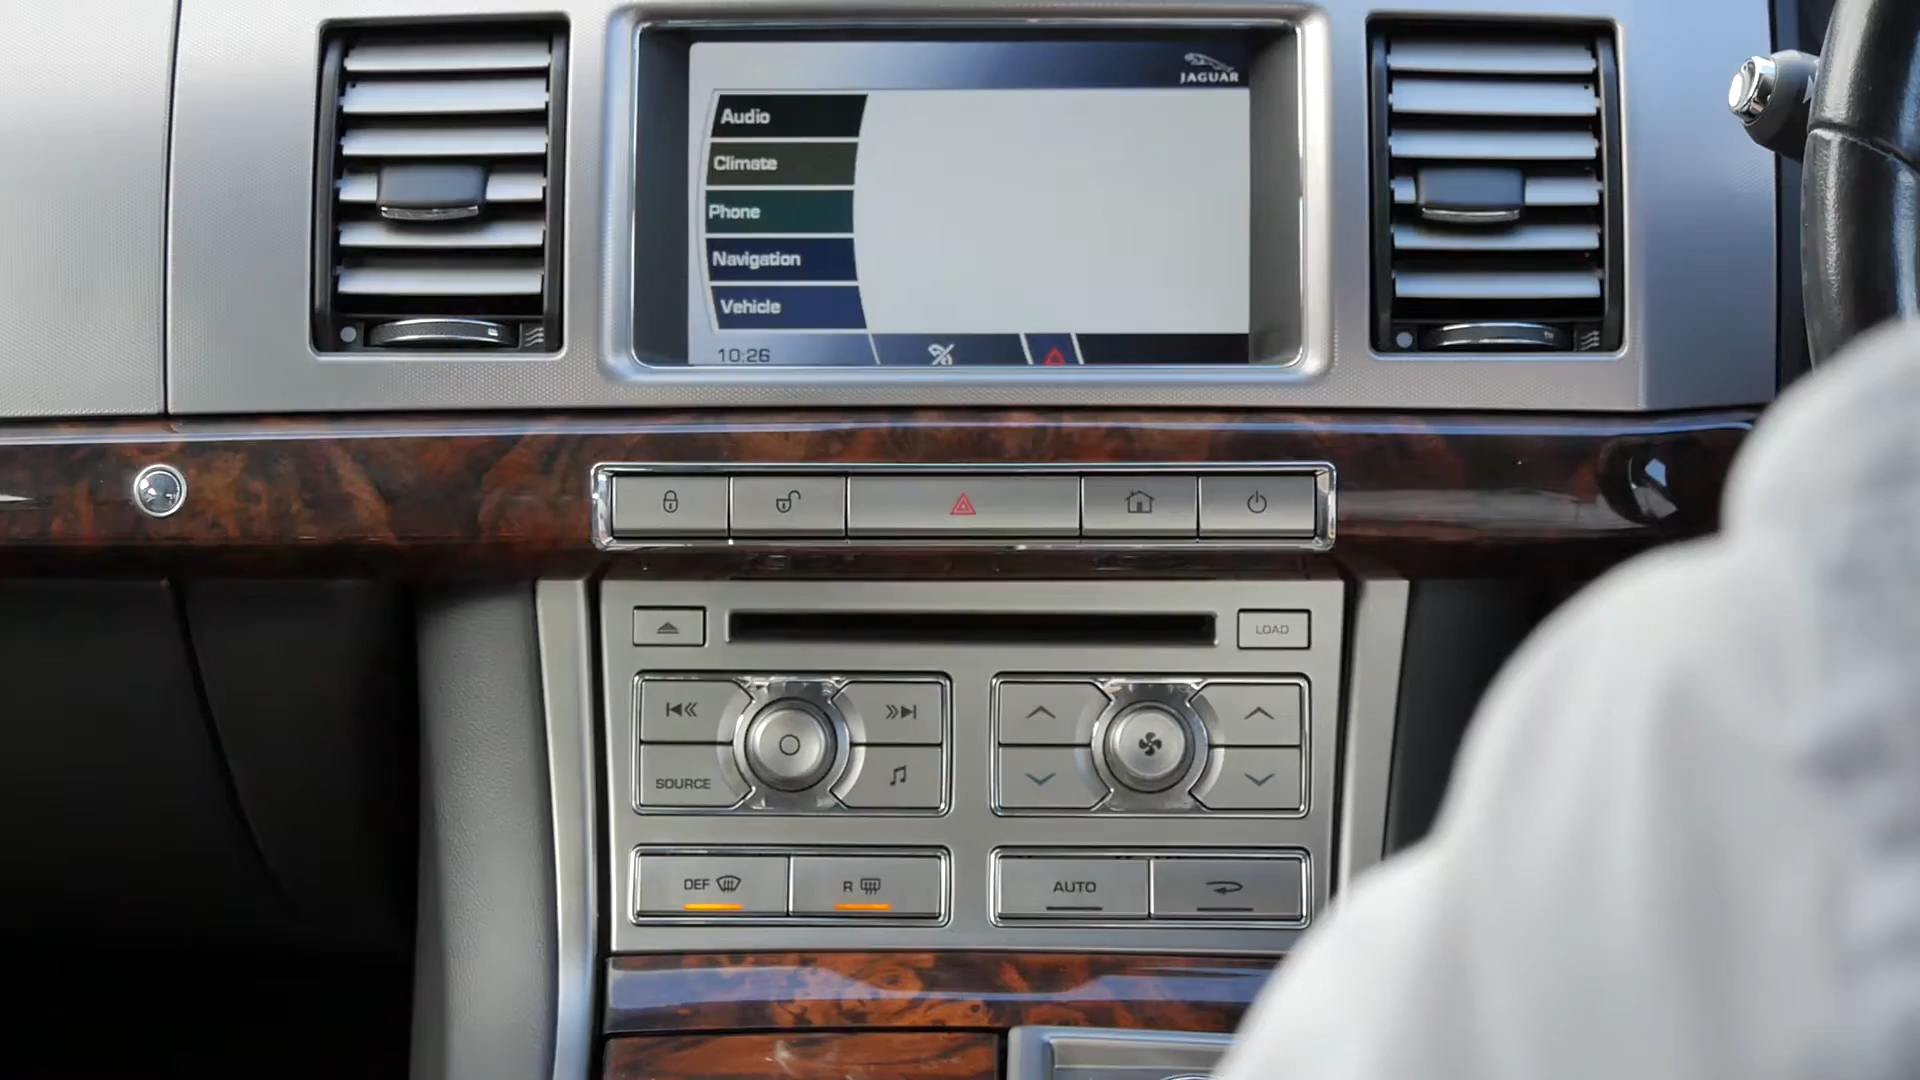 JAGUAR
Audio
Climate
Phone
Navigation
Vehicle
10:26
LOAD
SOURCE
DEF
R
AUTO